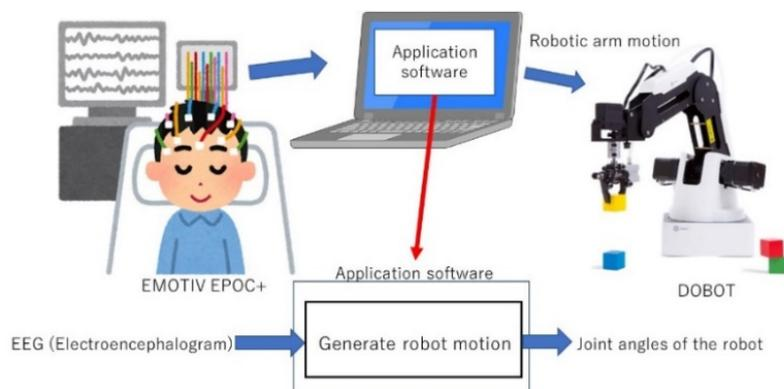 Application
software
Robotic arm motion
EMOTIV EPOC+
Application software
DOBOT
EEG (Electroencephalogram)
Generate robot motion
Joint angles of the robot